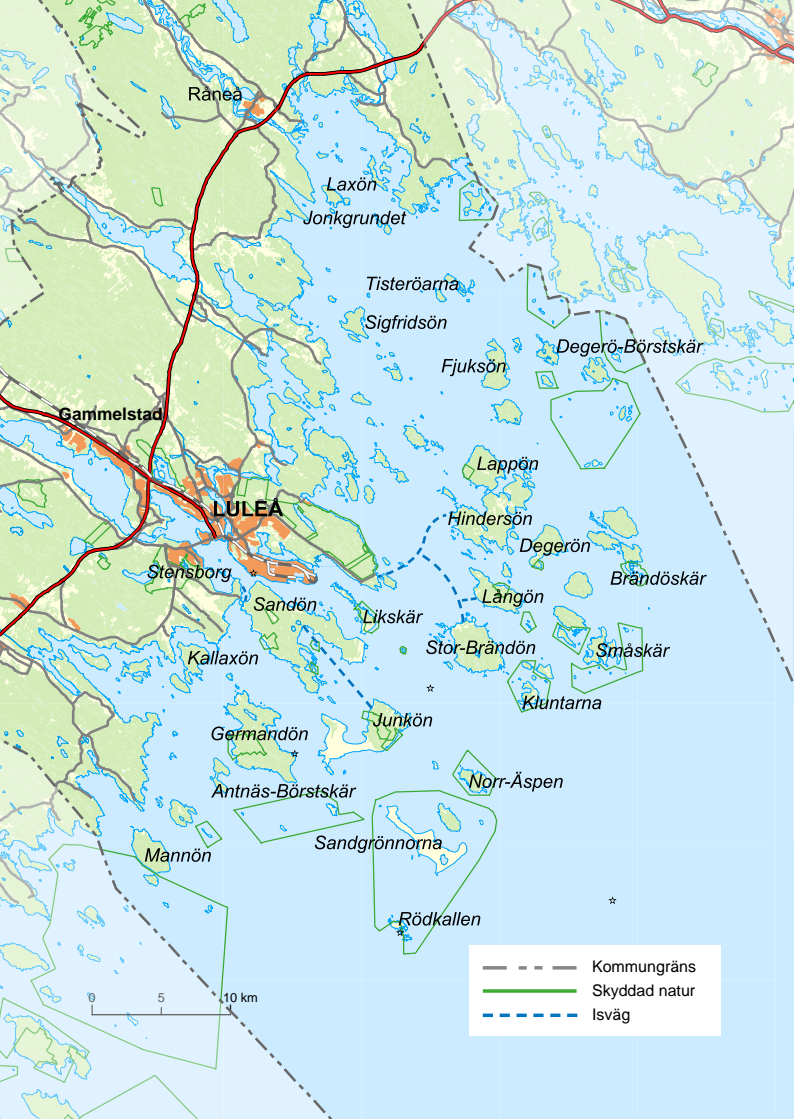 Råneå
Laxön
Jonkgrundet
Tisteröarna
Sigfridsön
Degerö-Börstskär
Fjuksön
Gammelstad
Lappön
LULEÅ
Hindersön
Degerön
Stensborg
Brändöskär
Långön
Sandön
Likskär
Stor-Brändön
Småskär
Kallaxön
Kluntarna
Junkön
Germandön
Norr-Äspen
Antnäs-Börstskär
Sandgrönnorna
Mannön
Rödkallen
Kommungräns
Skyddad natur
Isväg
0 5 10 km